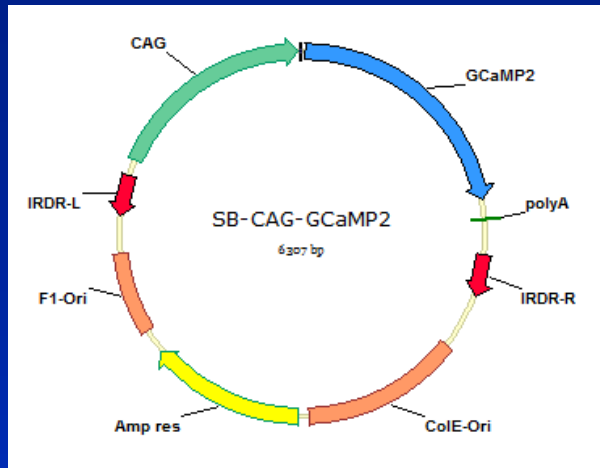 CAG
GCaMP2
IRDR-L
SB-CAG-GCaMP2
6307 bp
polyA
F1-Ori
IRDR-R
Amp res
ColE-Ori